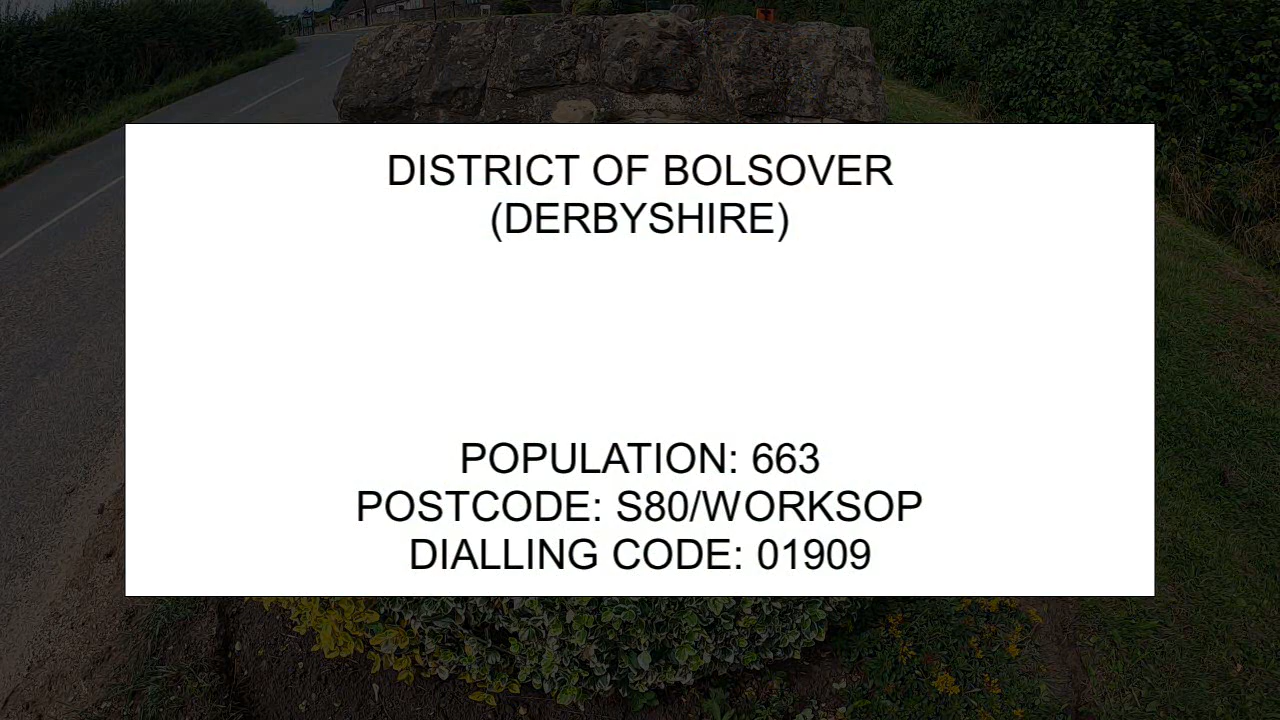 DISTRICT OF BOLSOVER
(DERBYSHIRE)
POPULATION: 663
POSTCODE: S80/WORKSOP
DIALLING CODE: 01909